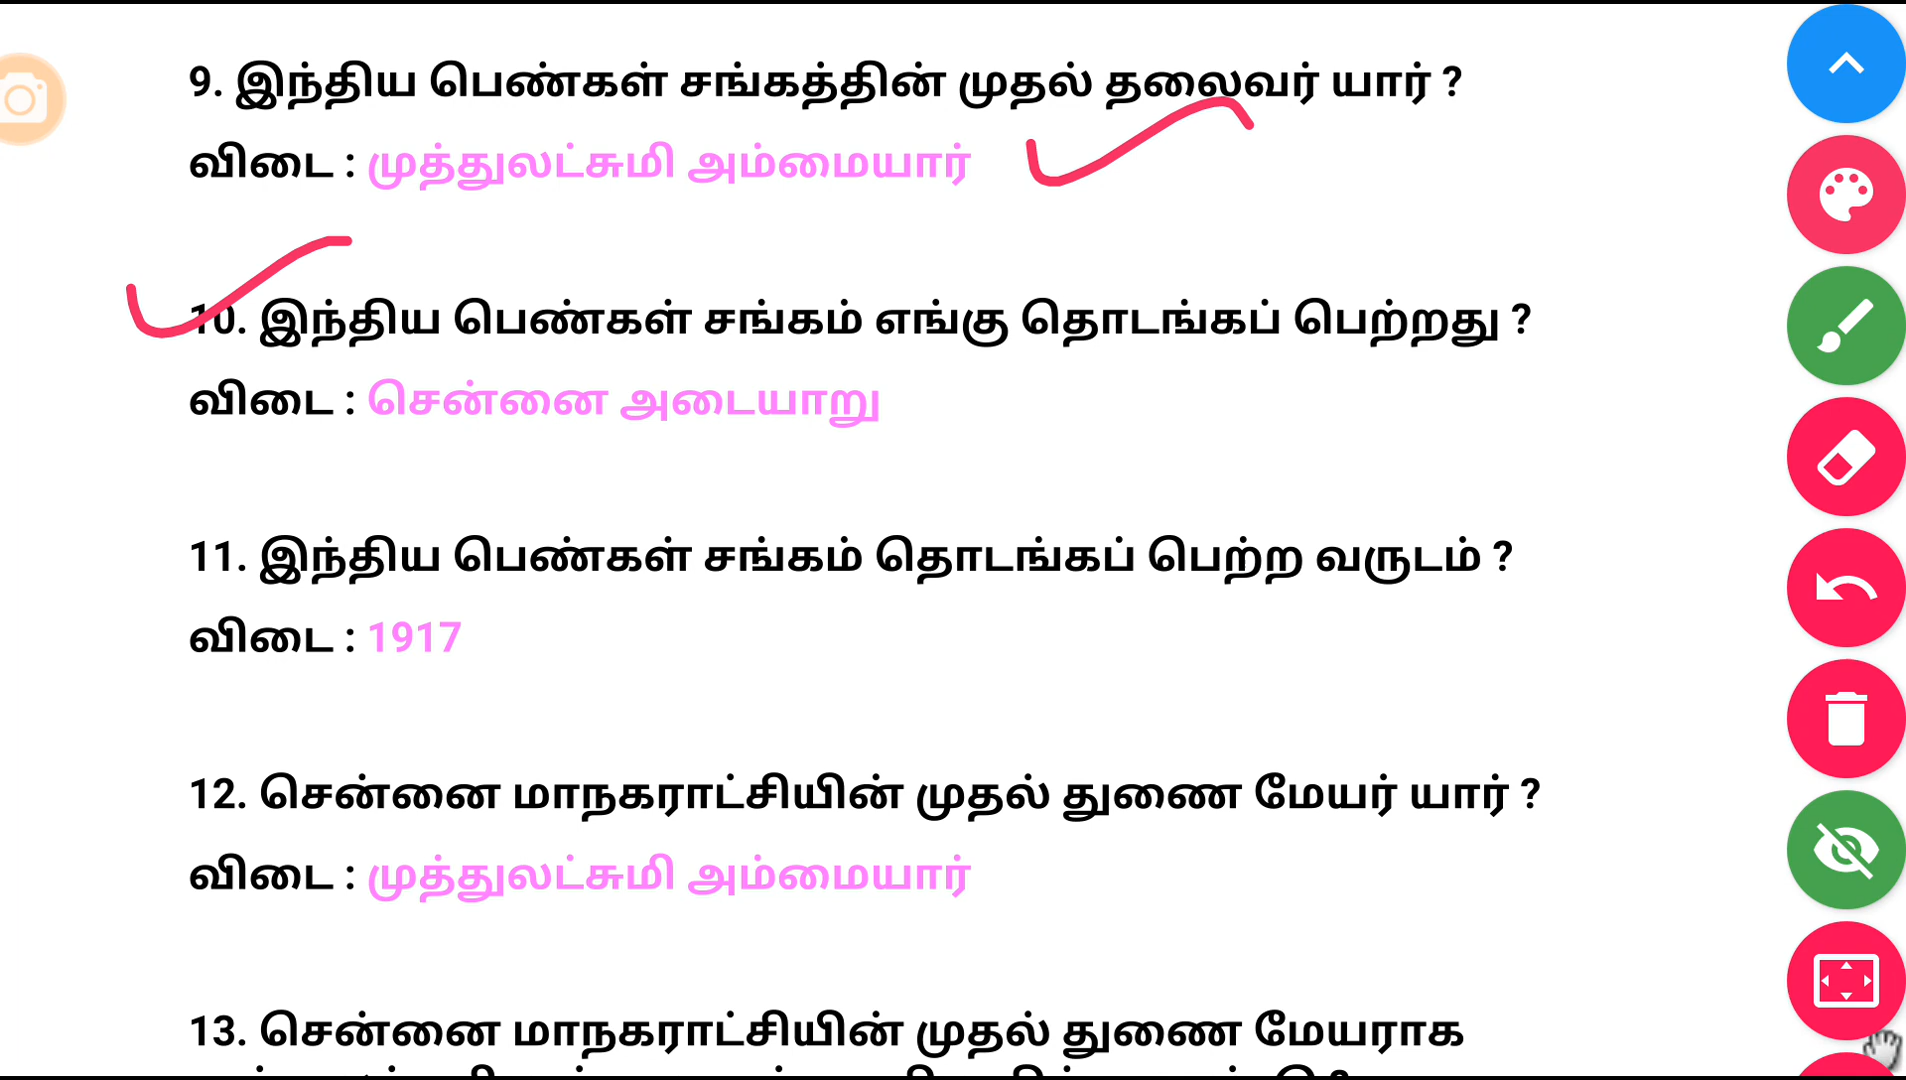 9. இந்திய பெண்கள் சங்கத்தின் முதல் தலைவர் யார் ?
விடை : முத்துலட்சுமி அம்மையார்
10. இந்திய பெண்கள் சங்கம் எங்கு தொடங்கப் பெற்றது ?
விடை : சென்னை அடையாறு
11. இந்திய பெண்கள் சங்கம் தொடங்கப் பெற்ற வருடம் ?
விடை : 1917
12. சென்னை மாநகராட்சியின் முதல் துணை மேயர் யார் ?
விடை : முத்துலட்சுமி அம்மையார்
13. சென்னை மாநகராட்சியின் முதல் துணை மேயராக